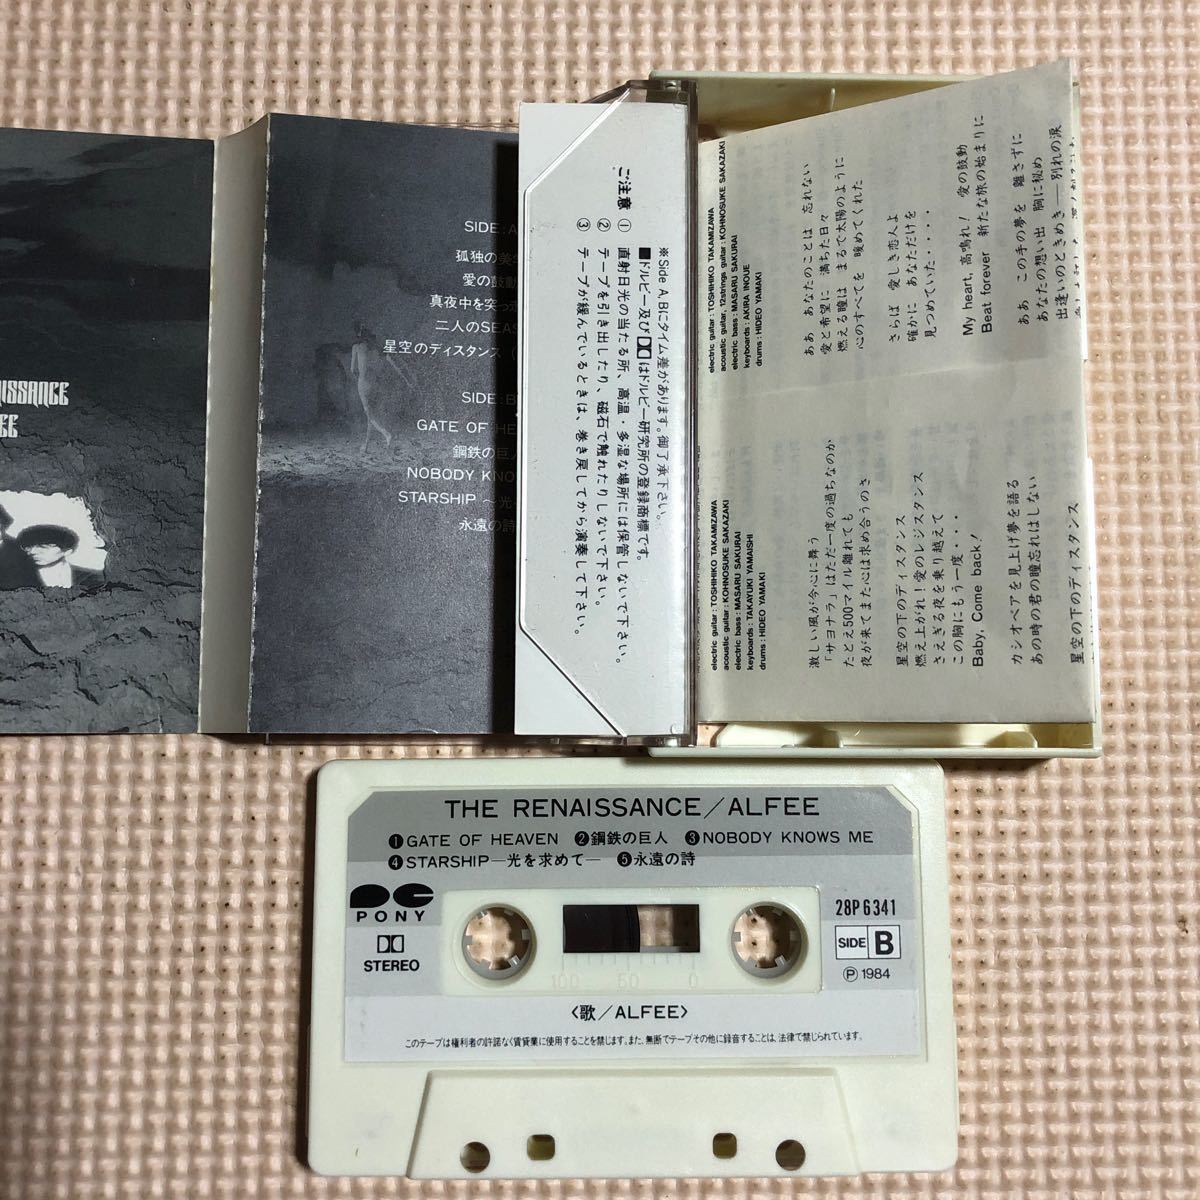 NAISSANCE
FEE
SIDE:A
孤独の美
愛の鼓動
真夜中を突っ走
二人のSEAS
星空のディスタンス (
SIDE:B
GATE OF HE
鋼鉄の巨人
NOBODY KNO
STARSHIP ～光
永遠の詩
※Side A,Bにタイム差があります。御了承下さい。
■ドルビー及び はドルビー研究所の登録商標です。
ご注意 ① 直射日光の当たる所、高温・多湿な場所には保管しないで下さい。
② テープを引き出したり、磁石で触れたりしないで下さい。
③ テープが緩んでいるときは、巻き戻してから演奏して下さい。
electric guitar : TOSHIHIKO TAKAMIZAWA
acoustic guitar, 12strings guitar : KOHNOSUKE SAKAZAKI
electric bass : MASARU SAKURAI
keyboards : AKIRA INOUE
drums : HIDEO YAMAKI
ああ あなたのことは 忘れない
愛と希望に 満ちた日々
燃える瞳は まるで太陽のように
心のすべてを 暖めてくれた
さらば 愛しき恋人よ
確かに あなただけを
見つめていた・・・・
My heart, 高鳴れ! 愛の鼓動
Beat forever 新たな旅の始まりに
ああ この手の夢を 離さずに
あなたの想い出 胸に秘め
出逢いのときめき——別れの涙
electric guitar : TOSHIHIKO TAKAMIZAWA
acoustic guitar : KOHNOSUKE SAKAZAKI
electric bass : MASARU SAKURAI
keyboards : TAKAYUKI YAMAISHI
drums : HIDEO YAMAKI
激しい風が今心に舞う
「サヨナラ」はただ一度の過ちなのか
たとえ500マイル離れても
夜が来てまた心は求め合うのさ
星空の下のディスタンス
燃え上がれ!愛のレジスタンス
さえぎる夜を乗り越えて
この胸にもう一度・・・・
Baby, Come back!
カシオペアを見上げ夢を語る
あの時の君の瞳忘れはしない
星空の下のディスタンス
THE RENAISSANCE／ALFEE
❶GATE OF HEAVEN ❷鋼鉄の巨人 ❸NOBODY KNOWS ME
❹STARSHIP—光を求めて— ❺永遠の詩
PONY
STEREO
28P6341
SIDE B
Ⓟ1984
100 50 0
〈歌／ALFEE〉
このテープは権利者の許諾なく賃貸業に使用することを禁じます。また、無断でテープその他に録音することは、法律で禁じられています。